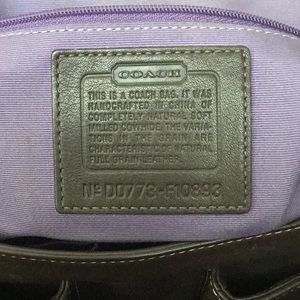 COACH
THIS IS A COACH BAG. IT WAS
HANDCRAFTED IN CHINA OF
COMPLETELY NATURAL SOFT
MILLED COWHIDE. THE VARIA-
TIONS IN THE GRAIN ARE
CHARACTERISTIC OF NATURAL
FULL GRAIN LEATHER.
Nº D0773-F10893